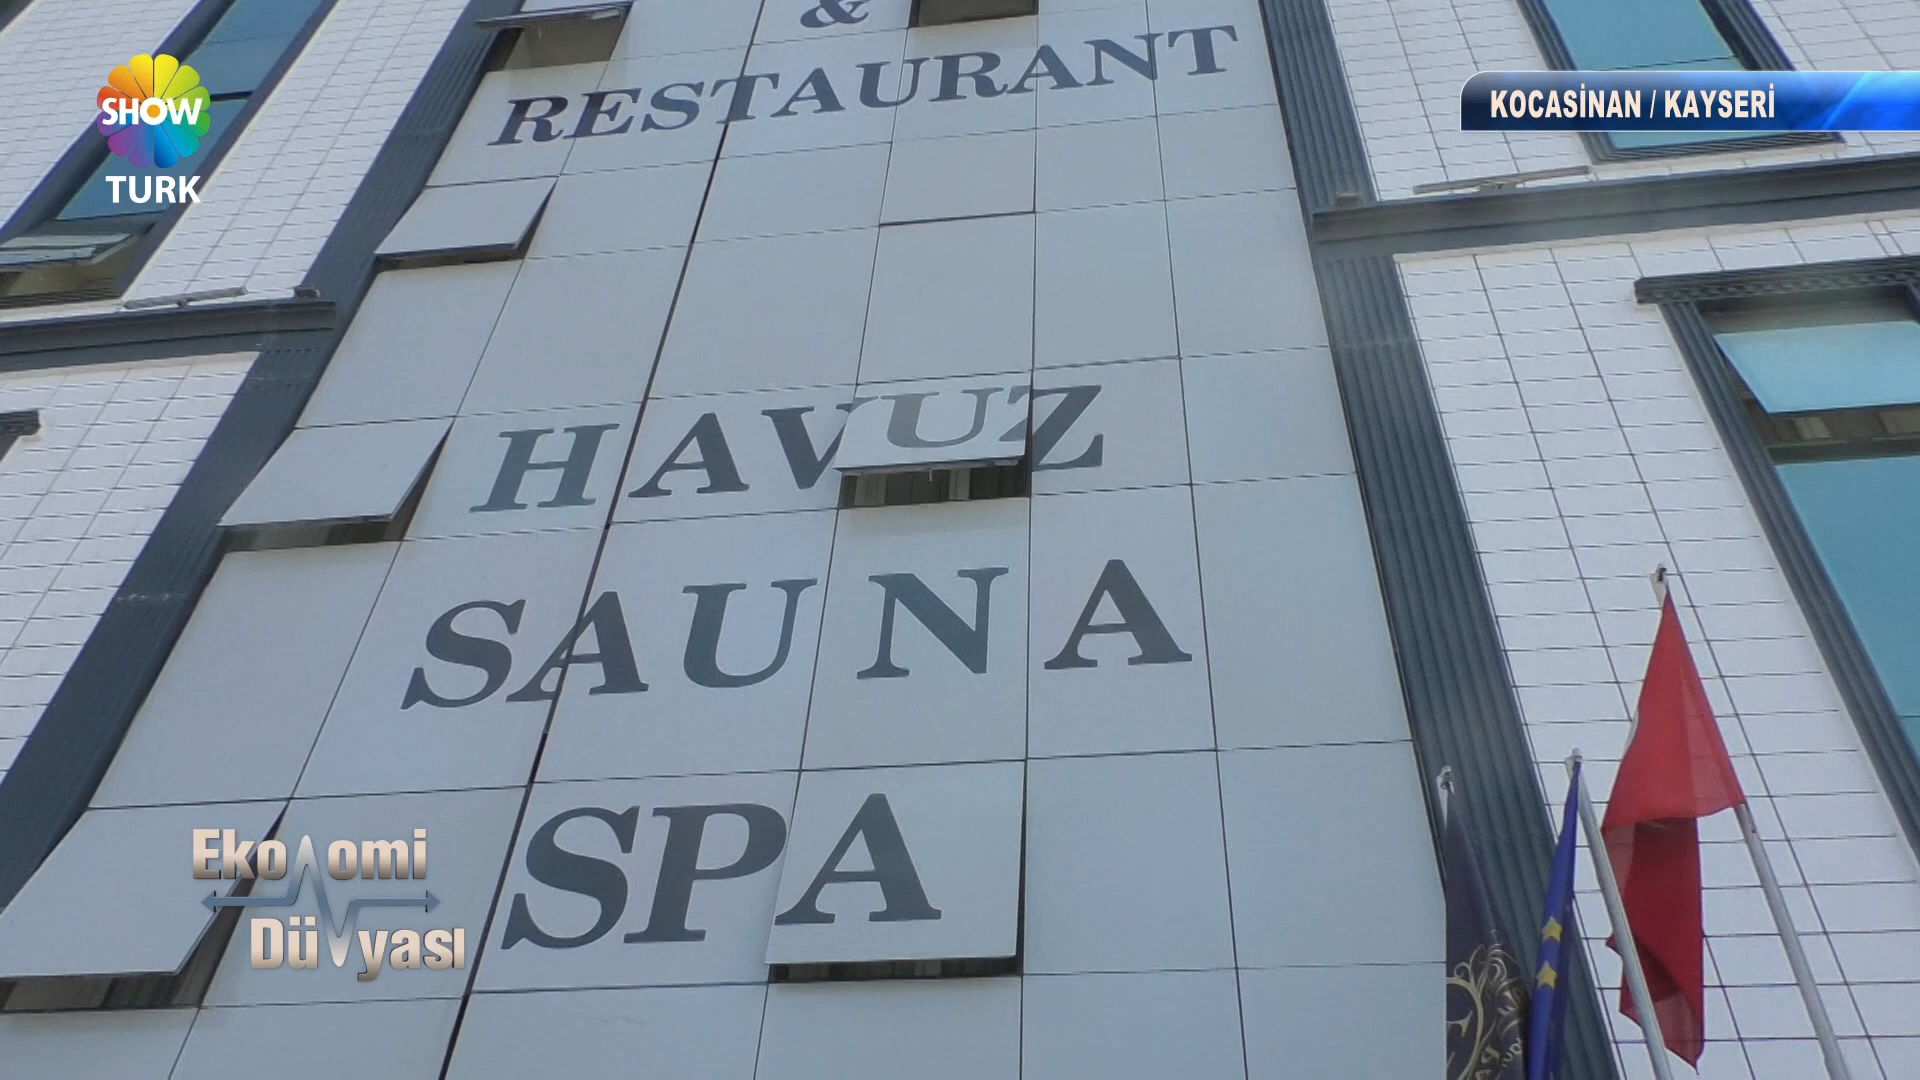 &
RESTAURANT
SHOW
TURK
KOCASİNAN / KAYSERİ
HAVUZ
SAUNA
SPA
Ekonomi
Dünyası